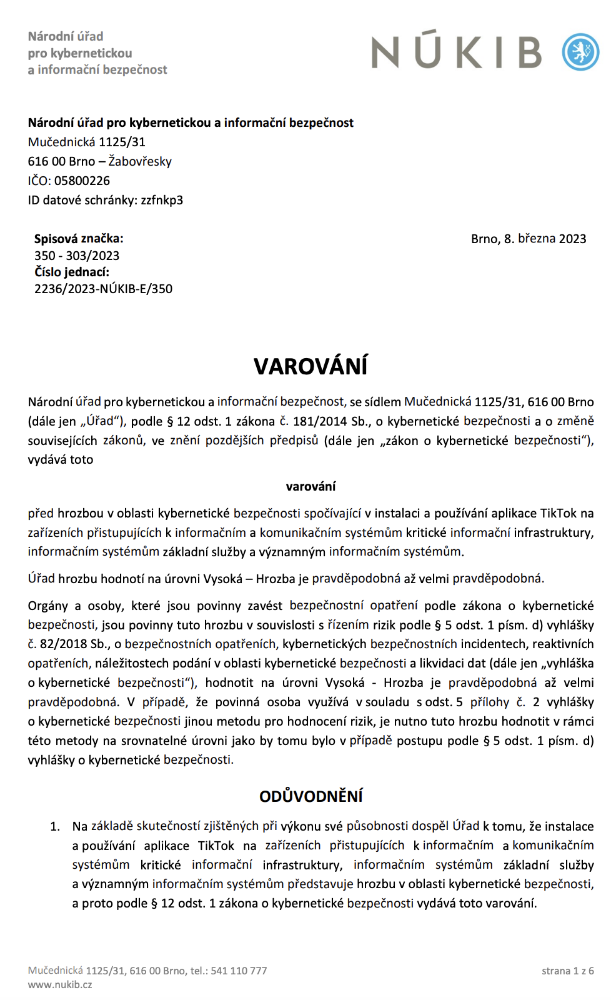 Národní úřad
pro kybernetickou
a informační bezpečnost
NÚKIB
Národní úřad pro kybernetickou a informační bezpečnost
Mučednická 1125/31
616 00 Brno – Žabovřesky
IČO: 05800226
ID datové schránky: zzfnkp3
Spisová značka:
350 - 303/2023
Číslo jednací:
2236/2023-NÚKIB-E/350
Brno, 8. března 2023
VAROVÁNÍ
Národní úřad pro kybernetickou a informační bezpečnost, se sídlem Mučednická 1125/31, 616 00 Brno
(dále jen „Úřad“), podle § 12 odst. 1 zákona č. 181/2014 Sb., o kybernetické bezpečnosti a o změně
souvisejících zákonů, ve znění pozdějších předpisů (dále jen „zákon o kybernetické bezpečnosti“),
vydává toto
varování
před hrozbou v oblasti kybernetické bezpečnosti spočívající v instalaci a používání aplikace TikTok na
zařízeních přistupujících k informačním a komunikačním systémům kritické informační infrastruktury,
informačním systémům základní služby a významným informačním systémům.
Úřad hrozbu hodnotí na úrovni Vysoká – Hrozba je pravděpodobná až velmi pravděpodobná.
Orgány a osoby, které jsou povinny zavést bezpečnostní opatření podle zákona o kybernetické
bezpečnosti, jsou povinny tuto hrozbu v souvislosti s řízením rizik podle § 5 odst. 1 písm. d) vyhlášky
č. 82/2018 Sb., o bezpečnostních opatřeních, kybernetických bezpečnostních incidentech, reaktivních
opatřeních, náležitostech podání v oblasti kybernetické bezpečnosti a likvidaci dat (dále jen „vyhláška
o kybernetické bezpečnosti“), hodnotit na úrovni Vysoká - Hrozba je pravděpodobná až velmi
pravděpodobná. V případě, že povinná osoba využívá v souladu s odst. 5 přílohy č. 2 vyhlášky
o kybernetické bezpečnosti jinou metodu pro hodnocení rizik, je nutno tuto hrozbu hodnotit v rámci
této metody na srovnatelné úrovni jako by tomu bylo v případě postupu podle § 5 odst. 1 písm. d)
vyhlášky o kybernetické bezpečnosti.
ODŮVODNĚNÍ
1. Na základě skutečností zjištěných při výkonu své působnosti dospěl Úřad k tomu, že instalace
a používání aplikace TikTok na zařízeních přistupujících k informačním a komunikačním
systémům kritické informační infrastruktury, informačním systémům základní služby
a významným informačním systémům představuje hrozbu v oblasti kybernetické bezpečnosti,
a proto podle § 12 odst. 1 zákona o kybernetické bezpečnosti vydává toto varování.
Mučednická 1125/31, 616 00 Brno, tel.: 541 110 777
www.nukib.cz
strana 1 z 6